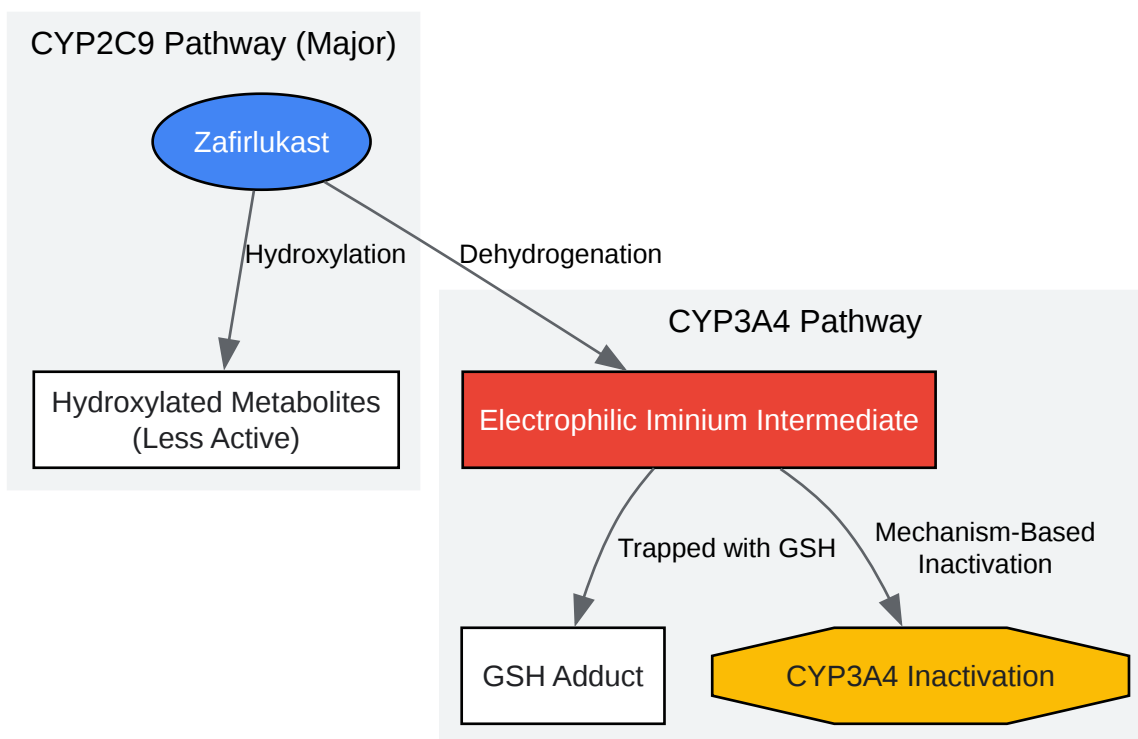 CYP2C9 Pathway (Major)
Zafirlukast
Hydroxylation
Dehydrogenation
CYP3A4 Pathway
Hydroxylated Metabolites
(Less Active)
Electrophilic Iminium Intermediate
Trapped with GSH
Mechanism-Based
Inactivation
GSH Adduct
CYP3A4 Inactivation